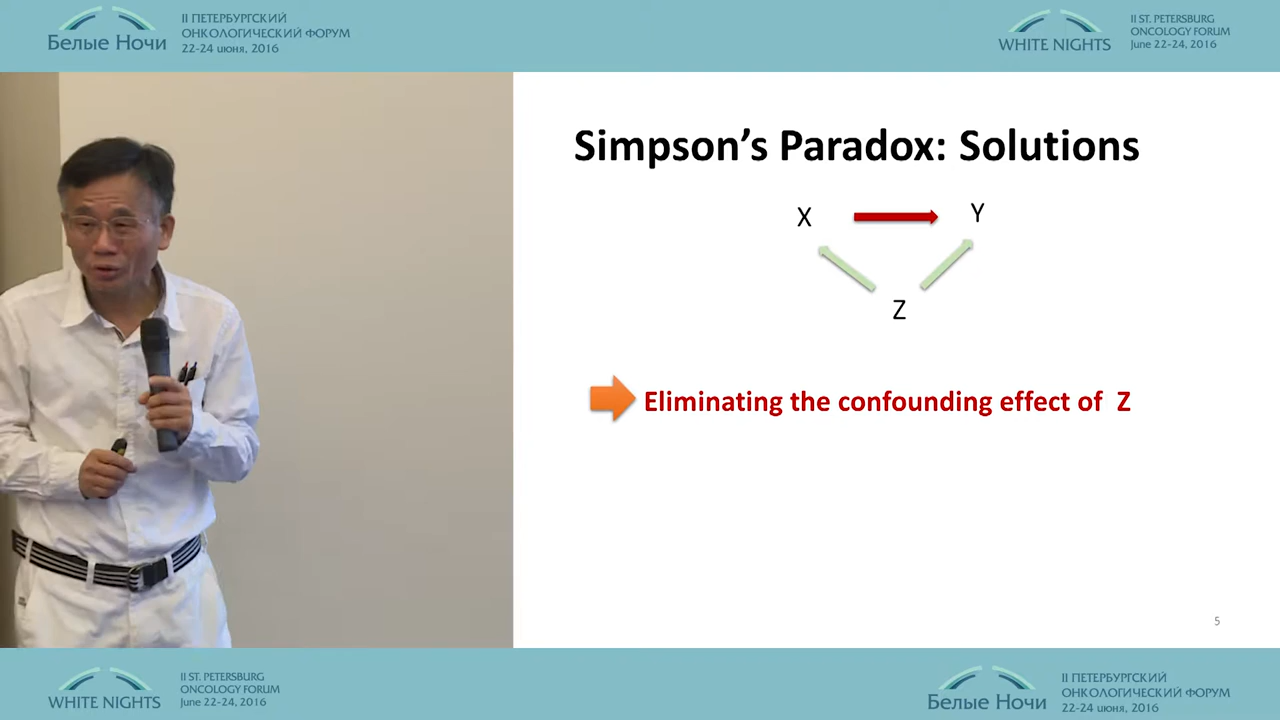 Белые Ночи
II ПЕТЕРБУРГСКИЙ
ОНКОЛОГИЧЕСКИЙ ФОРУМ
22-24 июня, 2016
WHITE NIGHTS
II ST. PETERSBURG
ONCOLOGY FORUM
June 22-24, 2016
Simpson’s Paradox: Solutions
X
Y
Z
Eliminating the confounding effect of Z
5
WHITE NIGHTS
II ST. PETERSBURG
ONCOLOGY FORUM
June 22-24, 2016
Белые Ночи
II ПЕТЕРБУРГСКИЙ
ОНКОЛОГИЧЕСКИЙ ФОРУМ
22-24 июня, 2016